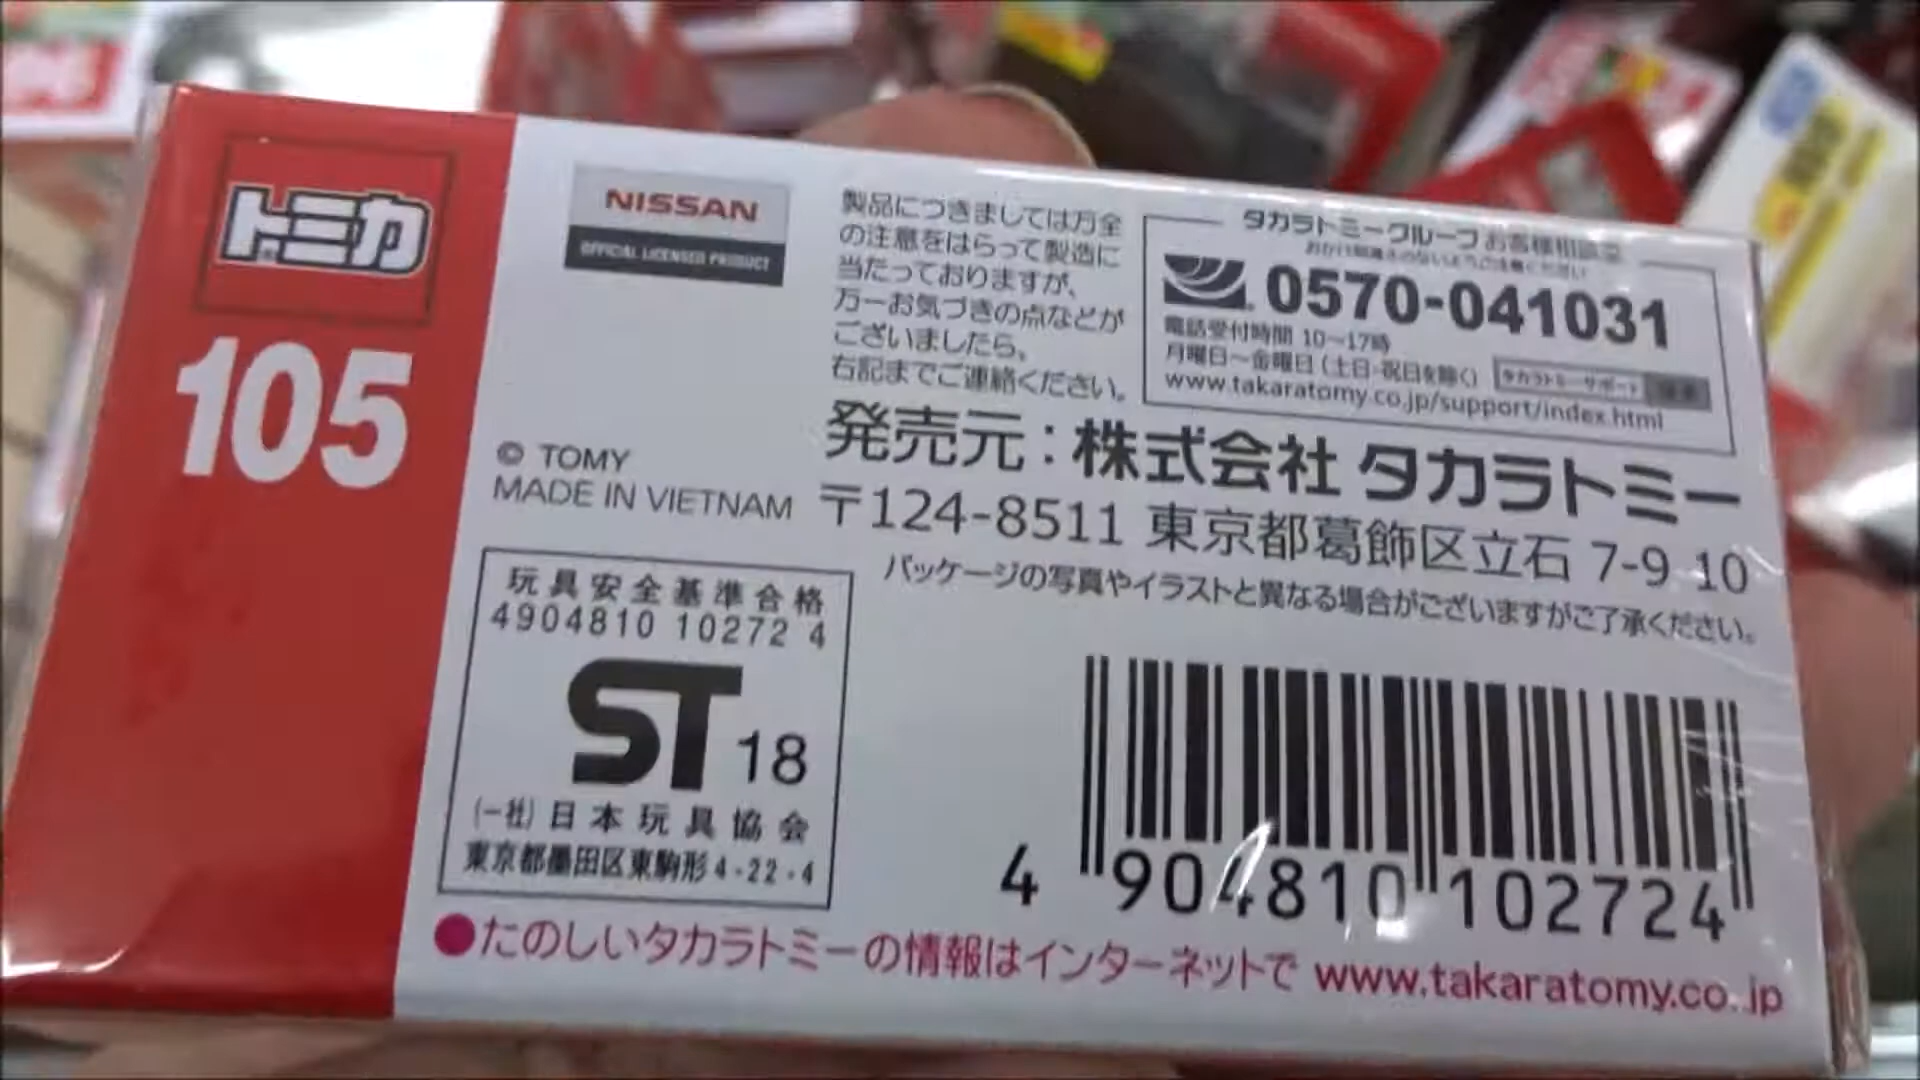 トミカ
105
NISSAN
OFFICIAL LICENSED PRODUCT
© TOMY
MADE IN VIETNAM
製品につきましては万全
の注意をはらって製造に
当たっておりますが、
万一お気づきの点などが
ございましたら、
右記までご連絡ください。
タカラトミーグループお客様相談室
0570-041031
電話受付時間 10〜17時
月曜日〜金曜日(土日・祝日を除く)
タカラトミーサポート
www.takaratomy.co.jp/support/index.html
発売元:株式会社タカラトミー
〒124-8511 東京都葛飾区立石 7-9 10
パッケージの写真やイラストと異なる場合がございますがご了承ください。
玩具安全基準合格
4904810 10272 4
ST 18
(一社)日本玩具協会
東京都墨田区東駒形4-22-4
4 904810 102724
●たのしいタカラトミーの情報はインターネットで www.takaratomy.co.jp